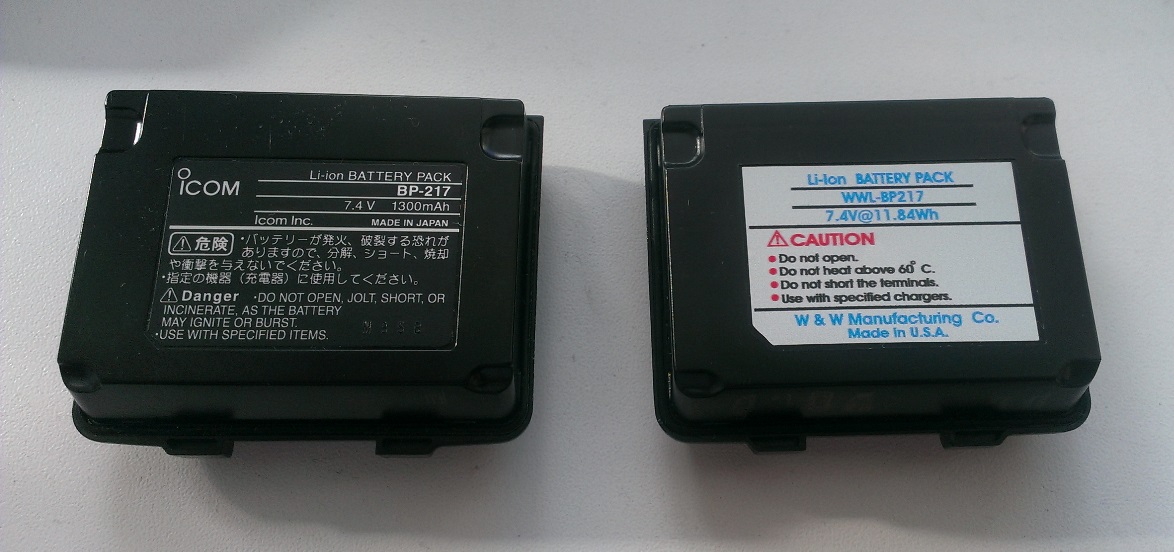 ICOM
Li-ion BATTERY PACK
BP-217
7.4 V 1300mAh
Icom Inc. MADE IN JAPAN
危険 ・バッテリーが発火、破裂する恐れが
ありますので、分解、ショート、焼却
や衝撃を与えないでください。
・指定の機器（充電器）に使用してください。
Danger ・DO NOT OPEN, JOLT, SHORT, OR
INCINERATE, AS THE BATTERY
MAY IGNITE OR BURST.
・USE WITH SPECIFIED ITEMS.
Li-Ion BATTERY PACK
WWL-BP217
7.4V@11.84Wh
CAUTION
• Do not open.
• Do not heat above 60° C.
• Do not short the terminals.
• Use with specified chargers.
W & W Manufacturing Co.
Made in U.S.A.